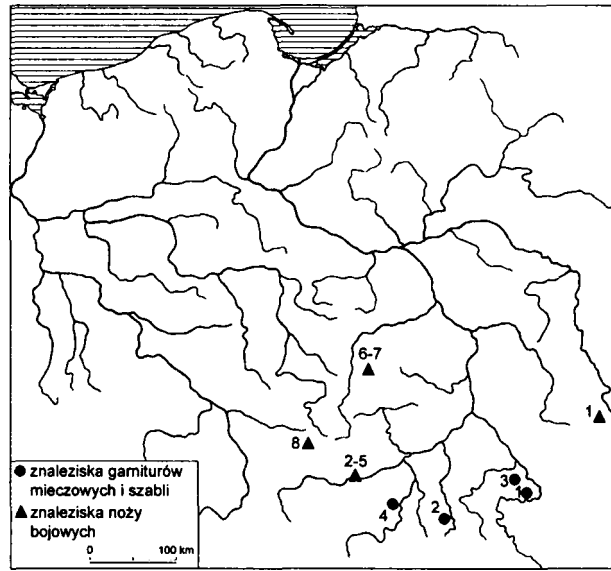 6-7
1
8
2-5
3
1
4
2
znaleziska garniturów
mieczowych i szabli
znaleziska noży
bojowych
0 100 km